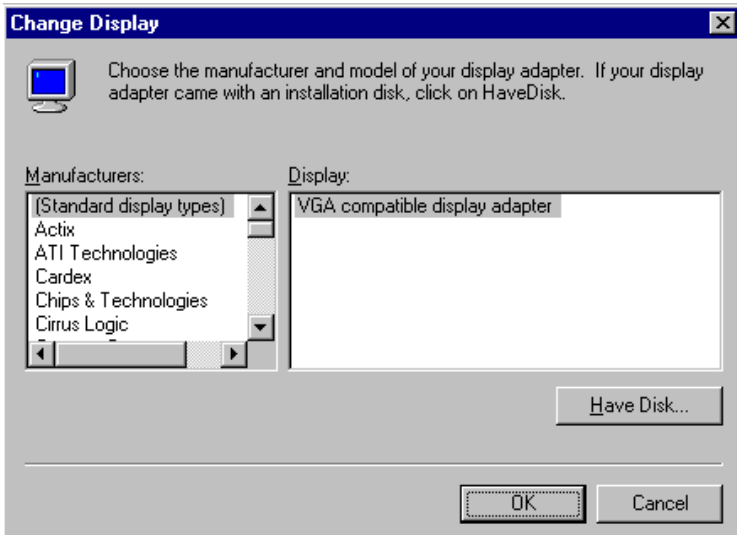 Change Display
Choose the manufacturer and model of your display adapter.  If your display
adapter came with an installation disk, click on HaveDisk.
Manufacturers:
(Standard display types)
Actix
ATI Technologies
Cardex
Chips & Technologies
Cirrus Logic
Display:
VGA compatible display adapter
Have Disk...
OK
Cancel